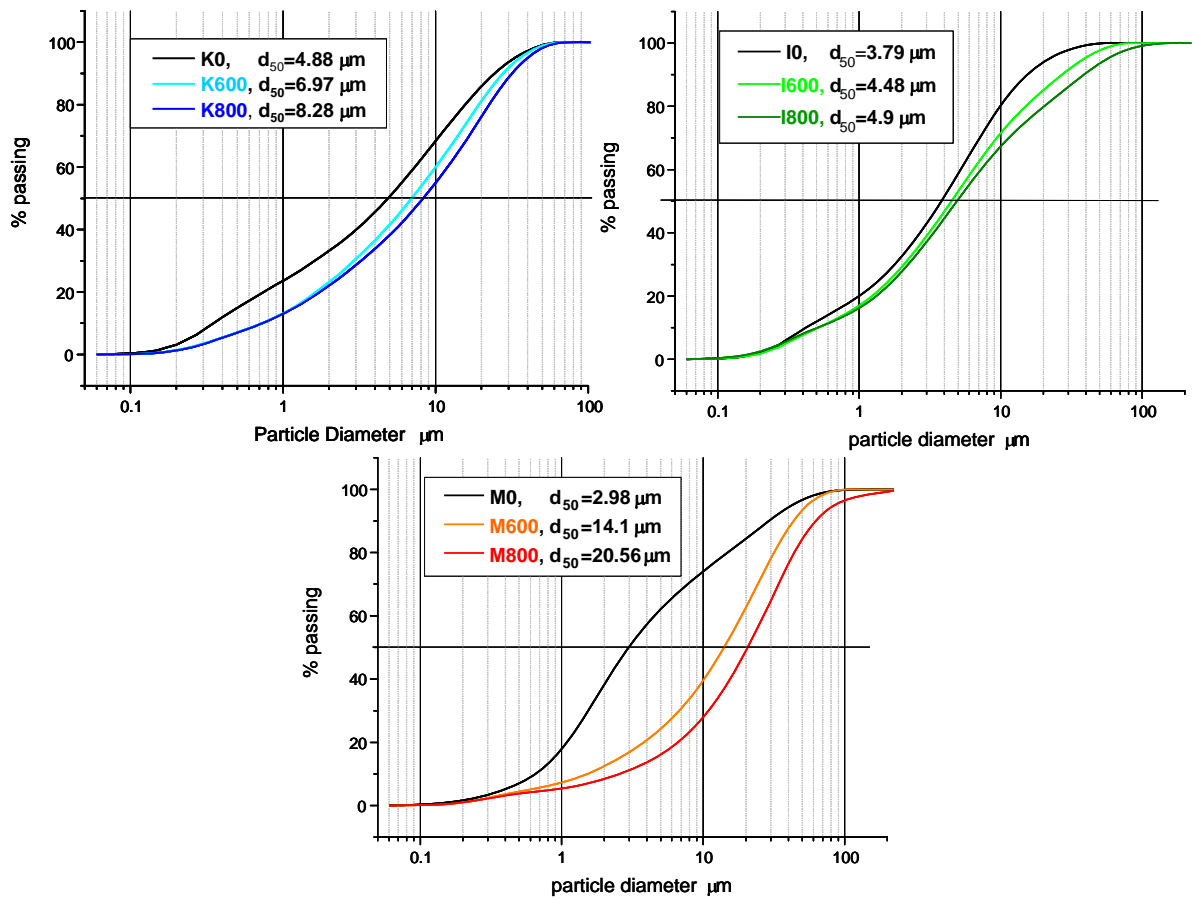 K0, d50=4.88 μm
K600, d50=6.97 μm
K800, d50=8.28 μm
% passing
100
80
60
40
20
0
0.1 1 10 100
Particle Diameter μm
I0, d50=3.79 μm
I600, d50=4.48 μm
I800, d50=4.9 μm
% passing
100
80
60
40
20
0
0.1 1 10 100
particle diameter μm
M0, d50=2.98 μm
M600, d50=14.1 μm
M800, d50=20.56 μm
% passing
100
80
60
40
20
0
0.1 1 10 100
particle diameter μm